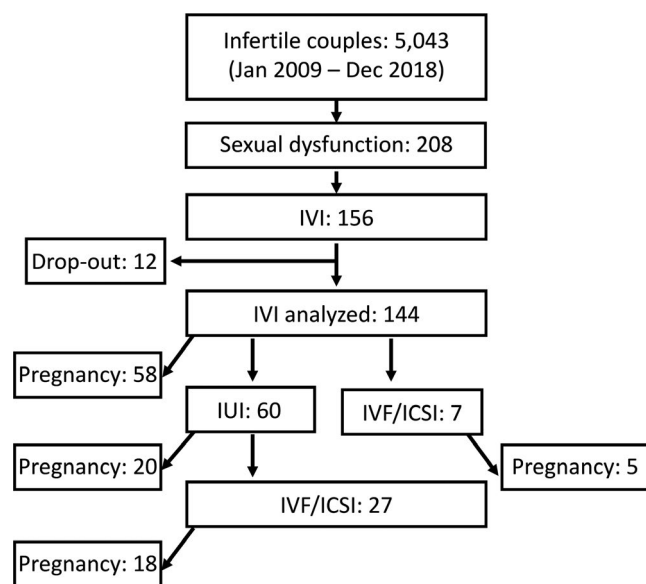 Infertile couples: 5,043
(Jan 2009 – Dec 2018)
Sexual dysfunction: 208
IVI: 156
Drop-out: 12
IVI analyzed: 144
Pregnancy: 58
IUI: 60
IVF/ICSI: 7
Pregnancy: 20
Pregnancy: 5
IVF/ICSI: 27
Pregnancy: 18